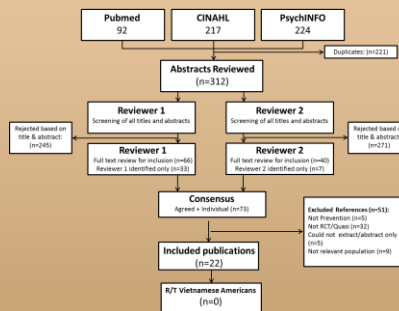 Pubmed
92
CINAHL
217
PsychINFO
224
Duplicates: (n=221)
Abstracts Reviewed
(n=312)
Reviewer 1
Screening of all titles and abstracts
Reviewer 2
Screening of all titles and abstracts
Rejected based on
title & abstract:
(n=245)
Rejected based on
title & abstract:
(n=271)
Reviewer 1
Full text review for inclusion (n=66)
Reviewer 1 identified only (n=33)
Reviewer 2
Full text review for inclusion (n=40)
Reviewer 2 identified only (n=7)
Consensus
Agreed + Individual (n=73)
Excluded References (n=51):
Not Prevention (n=5)
Not RCT/Quasi (n=32)
Could not extract/abstract only
(n=5)
Not relevant population (n=9)
Included publications
(n=22)
R/T Vietnamese Americans
(n=0)